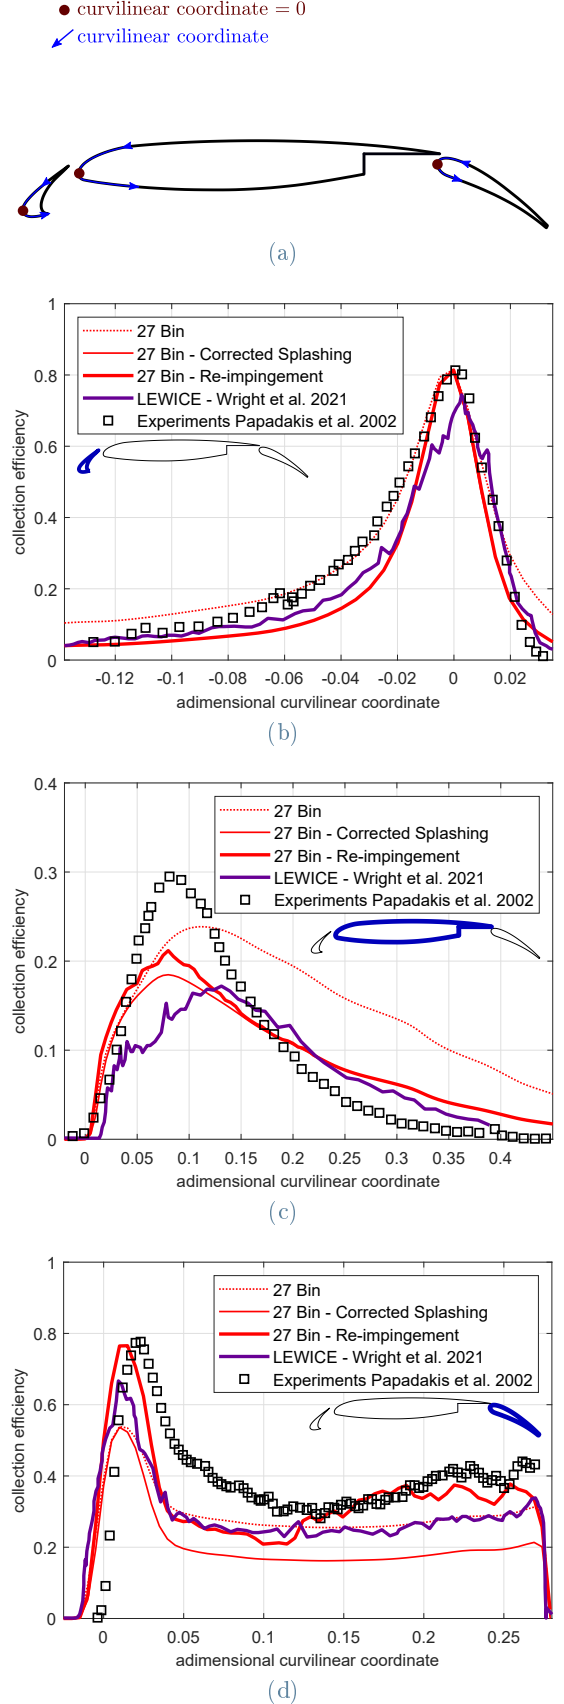 curvilinear coordinate = 0
curvilinear coordinate
(a)
1
0.8
0.6
0.4
0.2
0
collection efficiency
27 Bin
27 Bin - Corrected Splashing
27 Bin - Re-impingement
LEWICE - Wright et al. 2021
Experiments Papadakis et al. 2002
-0.12 -0.1 -0.08 -0.06 -0.04 -0.02 0 0.02
adimensional curvilinear coordinate
(b)
0.4
0.3
0.2
0.1
0
collection efficiency
27 Bin
27 Bin - Corrected Splashing
27 Bin - Re-impingement
LEWICE - Wright et al. 2021
Experiments Papadakis et al. 2002
0 0.05 0.1 0.15 0.2 0.25 0.3 0.35 0.4
adimensional curvilinear coordinate
(c)
1
0.8
0.6
0.4
0.2
0
collection efficiency
27 Bin
27 Bin - Corrected Splashing
27 Bin - Re-impingement
LEWICE - Wright et al. 2021
Experiments Papadakis et al. 2002
0 0.05 0.1 0.15 0.2 0.25
adimensional curvilinear coordinate
(d)